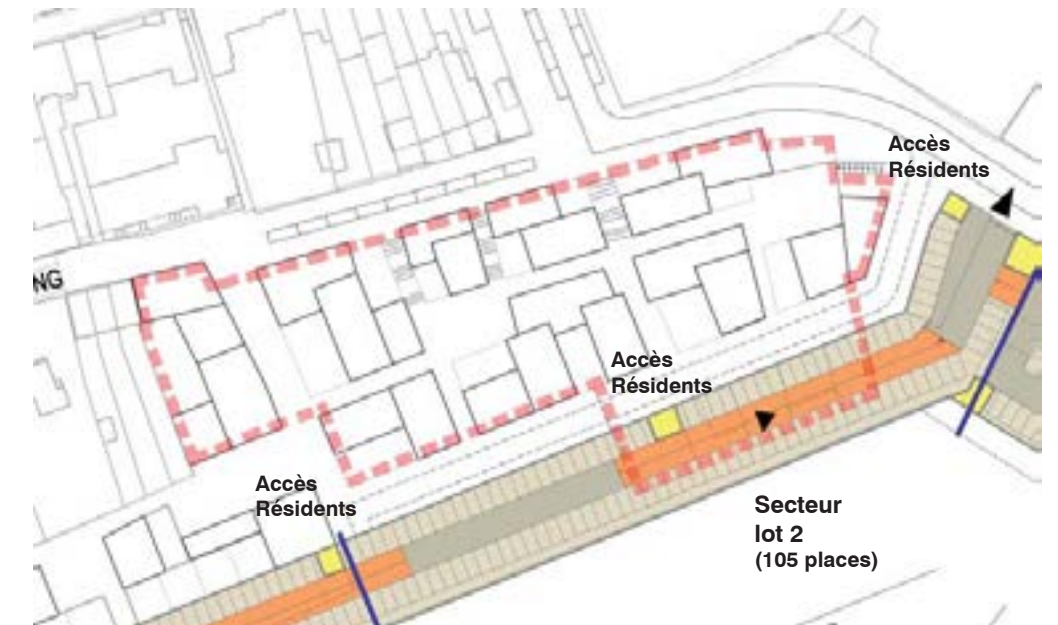 Accès
Résidents
NG
Accès
Résidents
Accès
Résidents
Secteur
lot 2
(105 places)